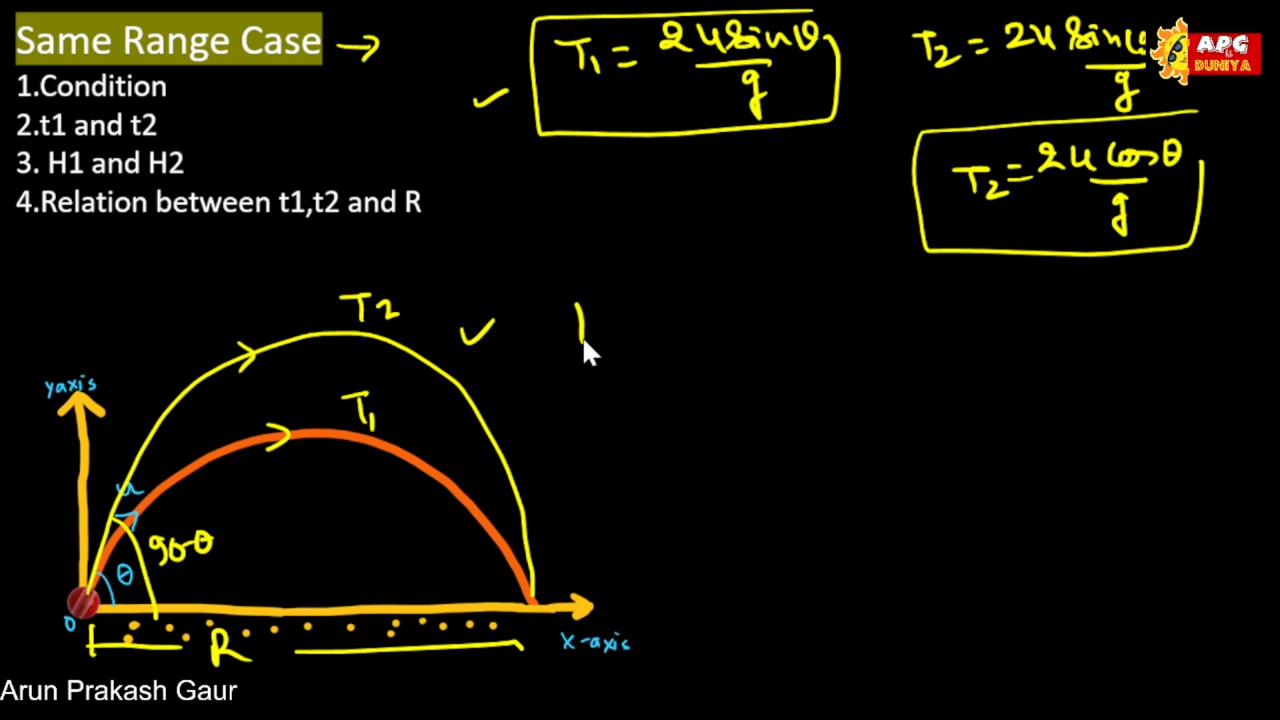 Same Range Case →
1.Condition
2.t1 and t2
3. H1 and H2
4.Relation between t1,t2 and R
T₁ = 2u sinθ / g
T₂ = 2u sin
g
T₂ = 2u cosθ / g
APG
DUNIYA
T2
T₁
yaxis
u
90-θ
θ
0
R
x-axis
Arun Prakash Gaur